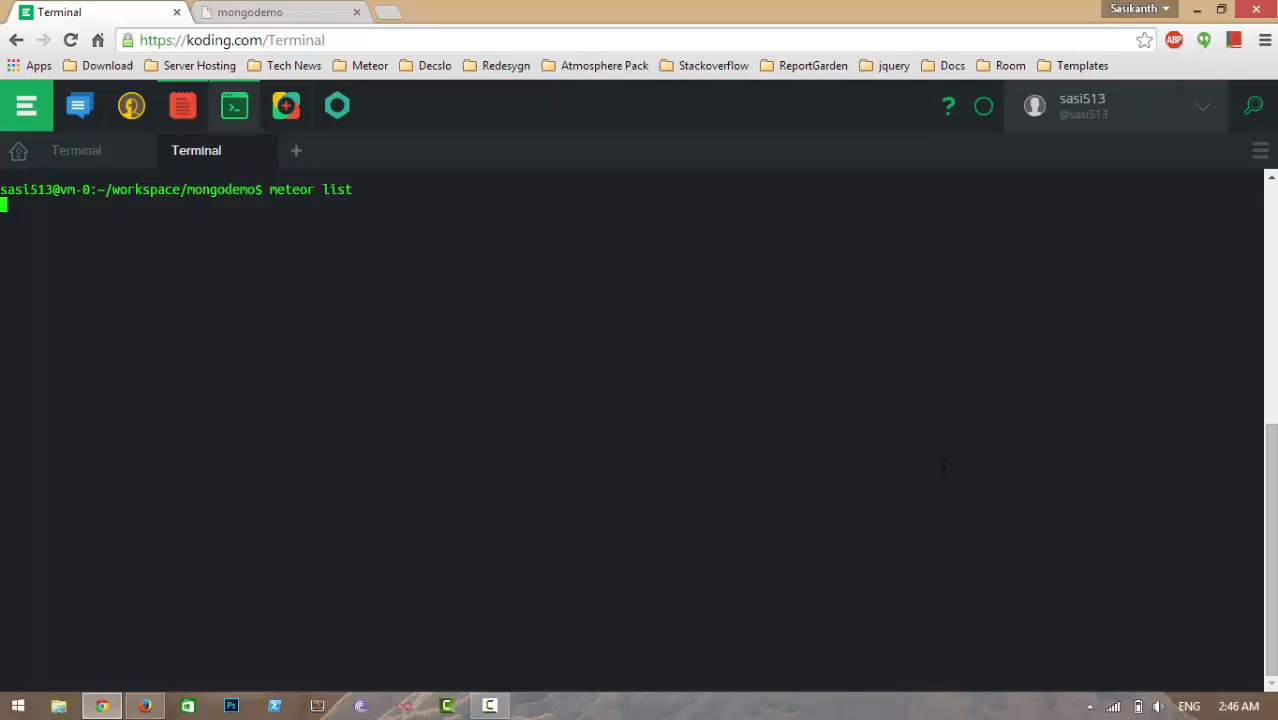 Terminal
mongodemo
Sasikanth
https://koding.com/Terminal
ABP
Apps Download Server Hosting Tech News Meteor Decslo Redesygn Atmosphere Pack Stackoverflow ReportGarden jquery Docs Room Templates
sasi513
@sasi513
Terminal Terminal
sasi513@vm-0:~/workspace/mongodemo$ meteor list
ENG 2:46 AM